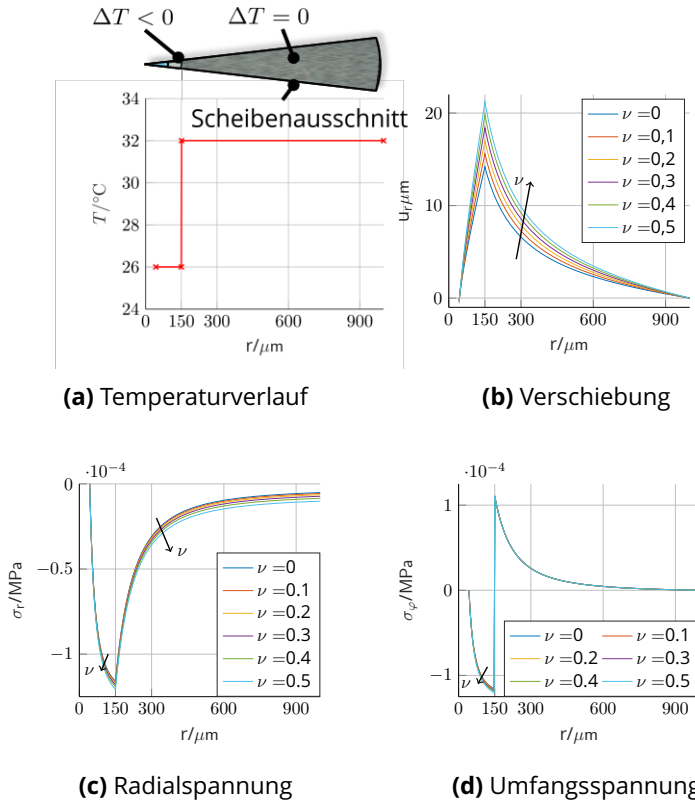 ΔT < 0
ΔT = 0
Scheibenausschnitt
T/°C
34
32
30
28
26
24
0
150
300
600
900
r/μm
(a) Temperaturverlauf
u_r μm
20
10
0
ν =0
ν =0,1
ν =0,2
ν =0,3
ν =0,4
ν =0,5
ν
0
150
300
600
900
r/μm
(b) Verschiebung
·10⁻⁴
σ_r/MPa
0
−0.5
−1
ν
ν
ν =0
ν =0.1
ν =0.2
ν =0.3
ν =0.4
ν =0.5
0
150
300
600
900
r/μm
(c) Radialspannung
·10⁻⁴
σ_φ/MPa
1
0
−1
ν
ν =0 ν =0.1
ν =0.2 ν =0.3
ν =0.4 ν =0.5
0
150
300
600
900
r/μm
(d) Umfangsspannung